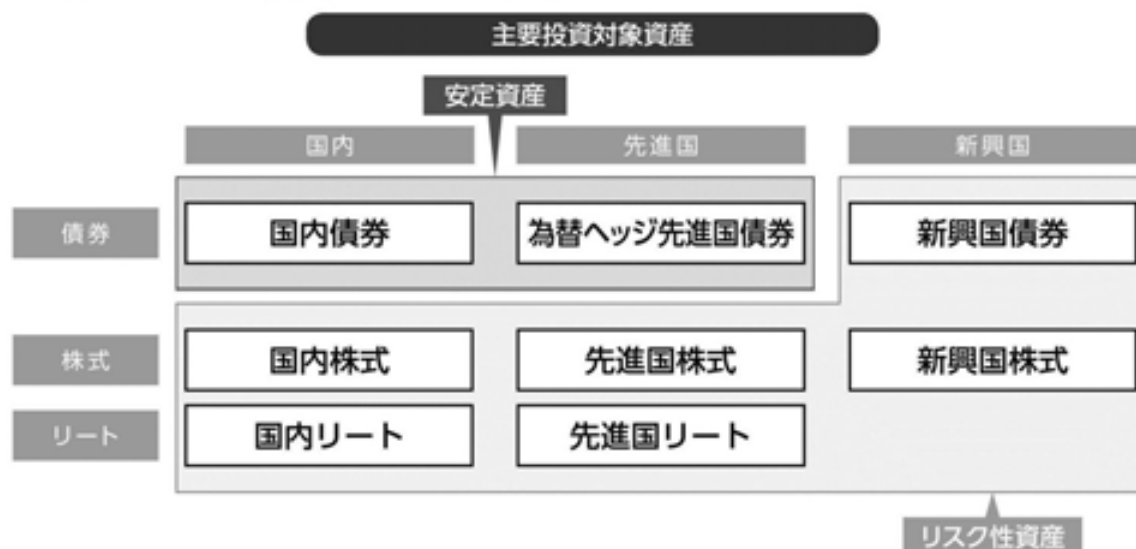 主要投資対象資産
安定資産
国内 先進国 新興国
債券 国内債券 為替ヘッジ先進国債券 新興国債券
株式 国内株式 先進国株式 新興国株式
リート 国内リート 先進国リート
リスク性資産